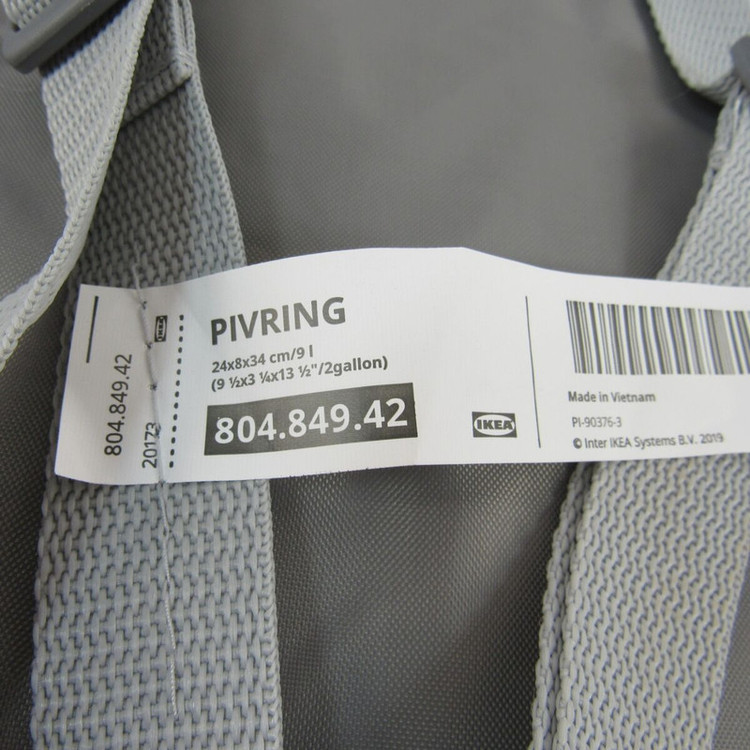 804.849.42
20173
IKEA
PIVRING
24x8x34 cm/9 l
(9 ½x3 ¼x13 ½"/2gallon)
804.849.42
IKEA
Made in Vietnam
PI-90376-3
© Inter IKEA Systems B.V. 2019